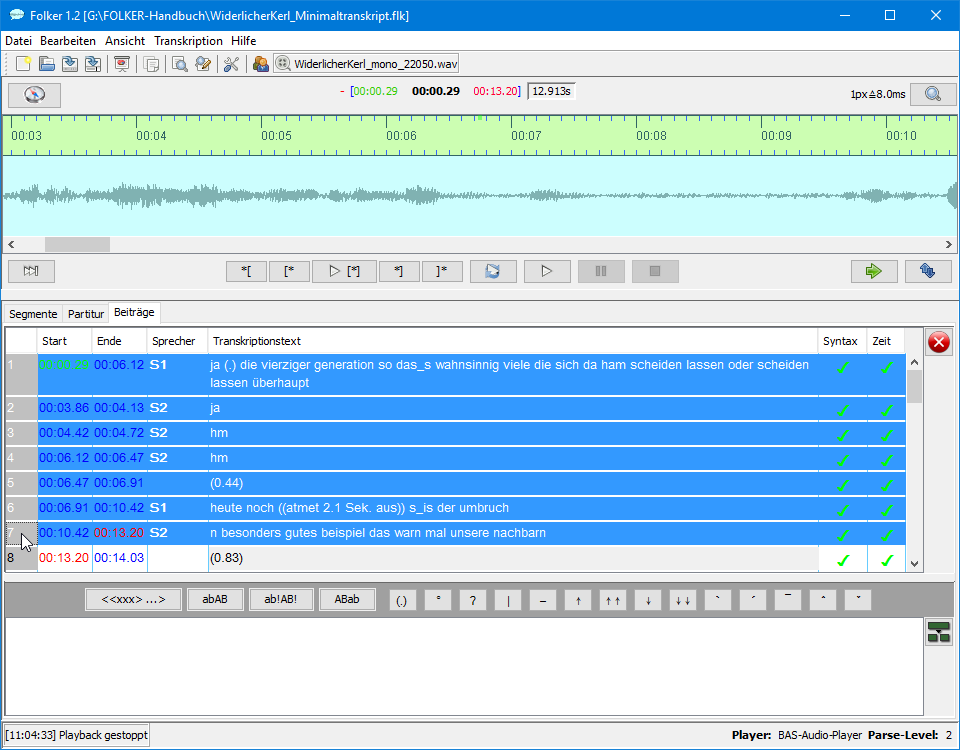 Folker 1.2 [G:\FOLKER-Handbuch\WiderlicherKerl_Minimaltranskript.flk]
Datei Bearbeiten Ansicht Transkription Hilfe
WiderlicherKerl_mono_22050.wav
- [00:00.29 00:00.29 00:13.20] 12.913s 1px≙8.0ms
00:03 00:04 00:05 00:06 00:07 00:08 00:09 00:10
*[ [* [*] *] ]*
Segmente Partitur Beiträge
Start Ende Sprecher Transkriptionstext Syntax Zeit
1 00:00.29 00:06.12 S1 ja (.) die vierziger generation so das_s wahnsinnig viele die sich da ham scheiden lassen oder scheiden
lassen überhaupt
2 00:03.86 00:04.13 S2 ja
3 00:04.42 00:04.72 S2 hm
4 00:06.12 00:06.47 S2 hm
5 00:06.47 00:06.91 (0.44)
6 00:06.91 00:10.42 S1 heute noch ((atmet 2.1 Sek. aus)) s_is der umbruch
7 00:10.42 00:13.20 S2 n besonders gutes beispiel das warn mal unsere nachbarn
8 00:13.20 00:14.03 (0.83)
<<xxx> ...> abAB ab!AB! ABab (.) ° ? | – ↑ ↑↑ ↓ ↓↓ ` ´ ¯ ˆ ˇ
[11:04:33] Playback gestoppt Player: BAS-Audio-Player Parse-Level: 2